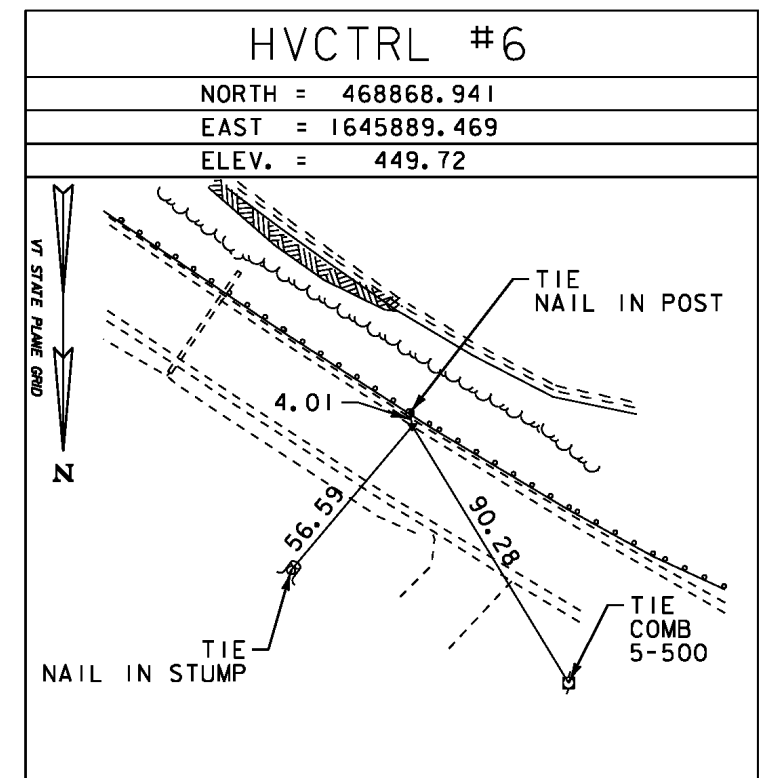 HVCTRL #6
NORTH = 468868.941
EAST = 1645889.469
ELEV. = 449.72
VT STATE PLANE GRID
N
TIE
NAIL IN POST
4.01
56.59
90.28
TIE
NAIL IN STUMP
TIE
COMB
5-500